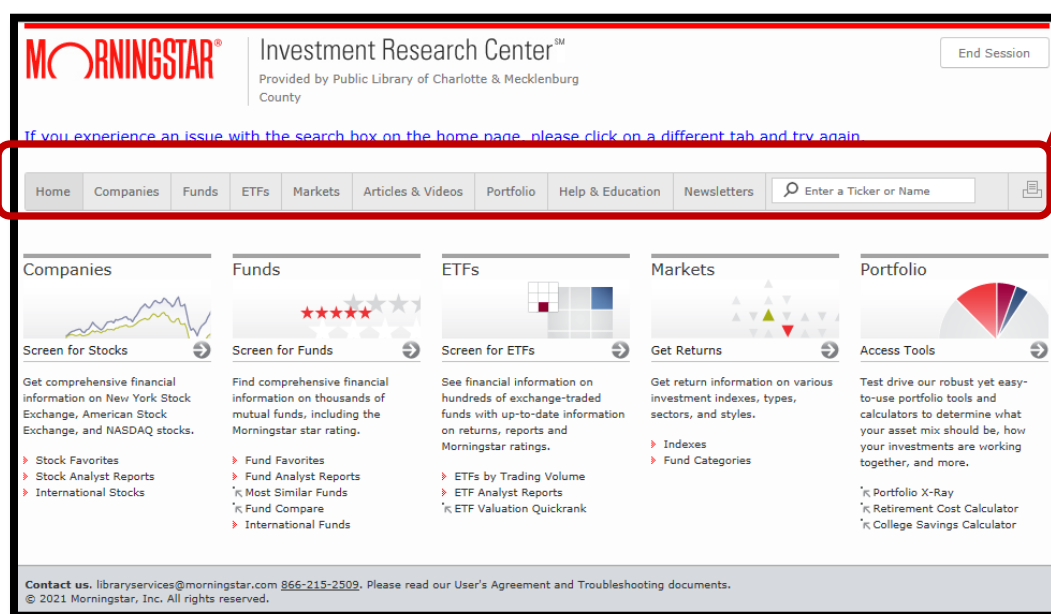 MORNINGSTAR®
Investment Research Center℠
Provided by Public Library of Charlotte & Mecklenburg
County
End Session
If you experience an issue with the search box on the home page, please click on a different tab and try again.
Home Companies Funds ETFs Markets Articles & Videos Portfolio Help & Education Newsletters Enter a Ticker or Name
Companies
Screen for Stocks
Get comprehensive financial
information on New York Stock
Exchange, American Stock
Exchange, and NASDAQ stocks.
Stock Favorites
Stock Analyst Reports
International Stocks
Funds
Screen for Funds
Find comprehensive financial
information on thousands of
mutual funds, including the
Morningstar star rating.
Fund Favorites
Fund Analyst Reports
Most Similar Funds
Fund Compare
International Funds
ETFs
Screen for ETFs
See financial information on
hundreds of exchange-traded
funds with up-to-date information
on returns, reports and
Morningstar ratings.
ETFs by Trading Volume
ETF Analyst Reports
ETF Valuation Quickrank
Markets
Get Returns
Get return information on various
investment indexes, types,
sectors, and styles.
Indexes
Fund Categories
Portfolio
Access Tools
Test drive our robust yet easy-
to-use portfolio tools and
calculators to determine what
your asset mix should be, how
your investments are working
together, and more.
Portfolio X-Ray
Retirement Cost Calculator
College Savings Calculator
Contact us. libraryservices@morningstar.com 866-215-2509. Please read our User's Agreement and Troubleshooting documents.
© 2021 Morningstar, Inc. All rights reserved.